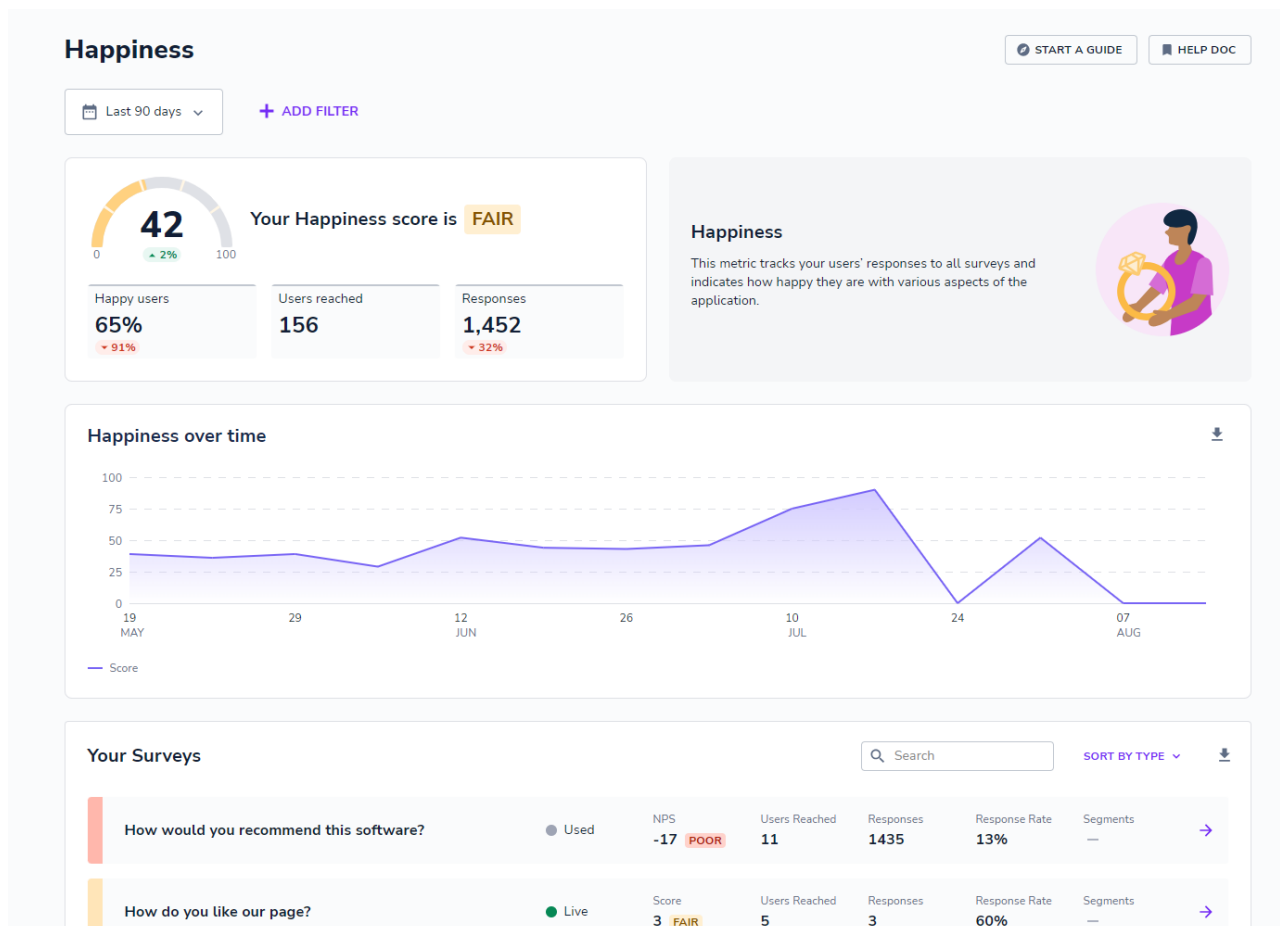 Happiness
START A GUIDE
HELP DOC
Last 90 days
ADD FILTER
42
0
2%
100
Your Happiness score is FAIR
Happy users
65%
91%
Users reached
156
Responses
1,452
32%
Happiness
This metric tracks your users' responses to all surveys and
indicates how happy they are with various aspects of the
application.
Happiness over time
100
75
50
25
0
19 29 12 26 10 24 07
MAY JUN JUL AUG
Score
Your Surveys
Search
SORT BY TYPE
How would you recommend this software?
Used
NPS
-17 POOR
Users Reached
11
Responses
1435
Response Rate
13%
Segments
—
How do you like our page?
Live
Score
3 FAIR
Users Reached
5
Responses
3
Response Rate
60%
Segments
—